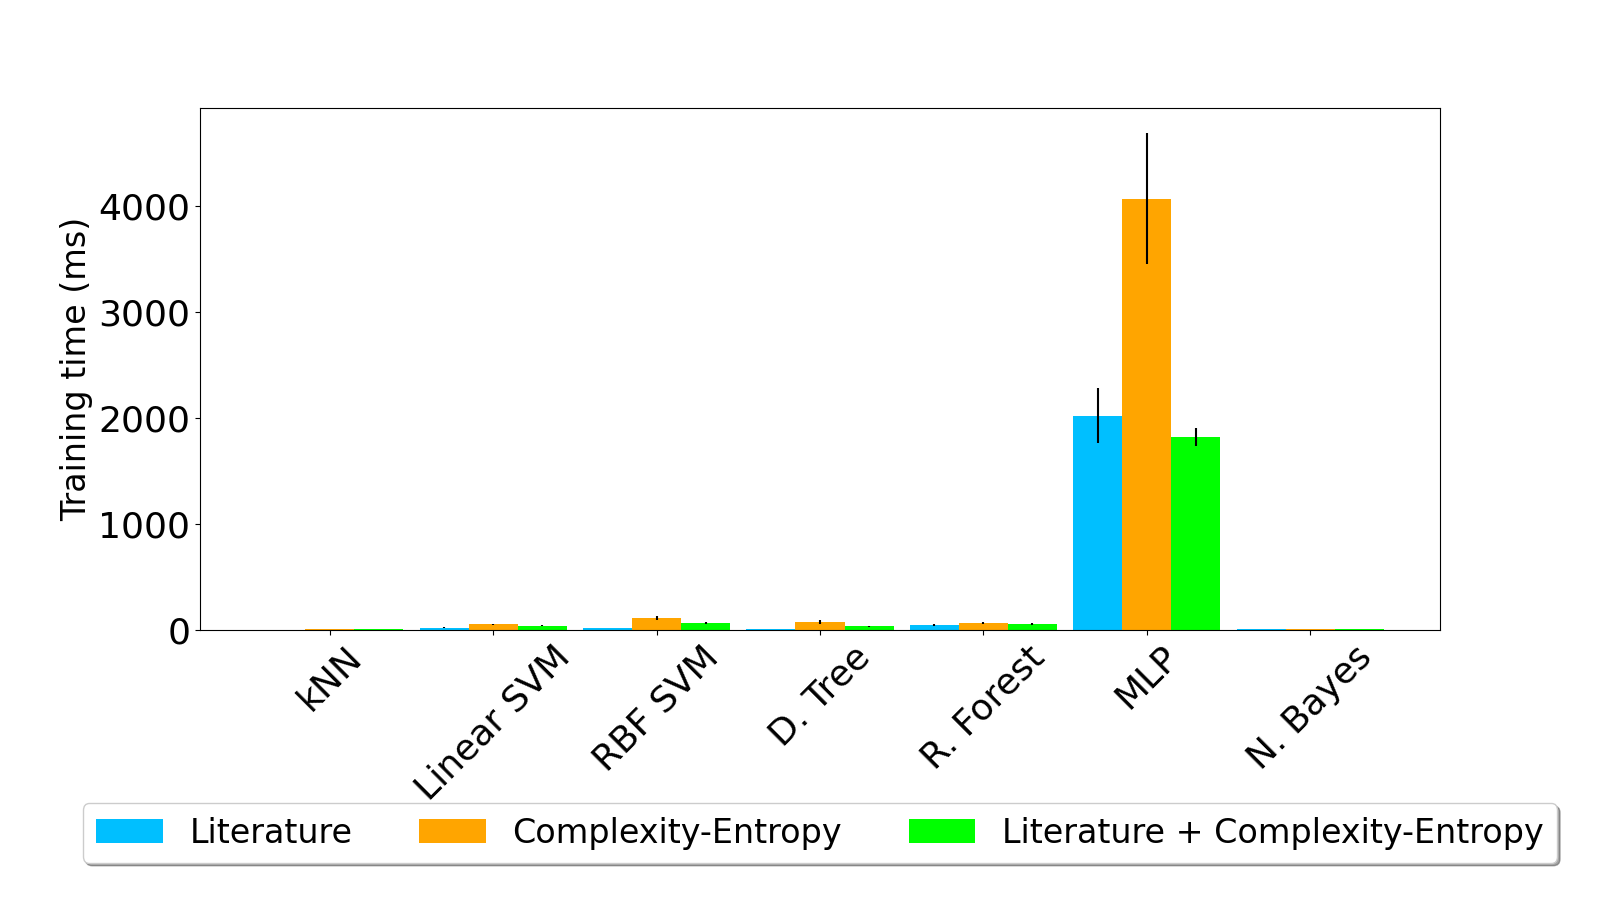 Training time (ms)
4000
3000
2000
1000
0
kNN
Linear SVM
RBF SVM
D. Tree
R. Forest
MLP
N. Bayes
Literature
Complexity-Entropy
Literature + Complexity-Entropy